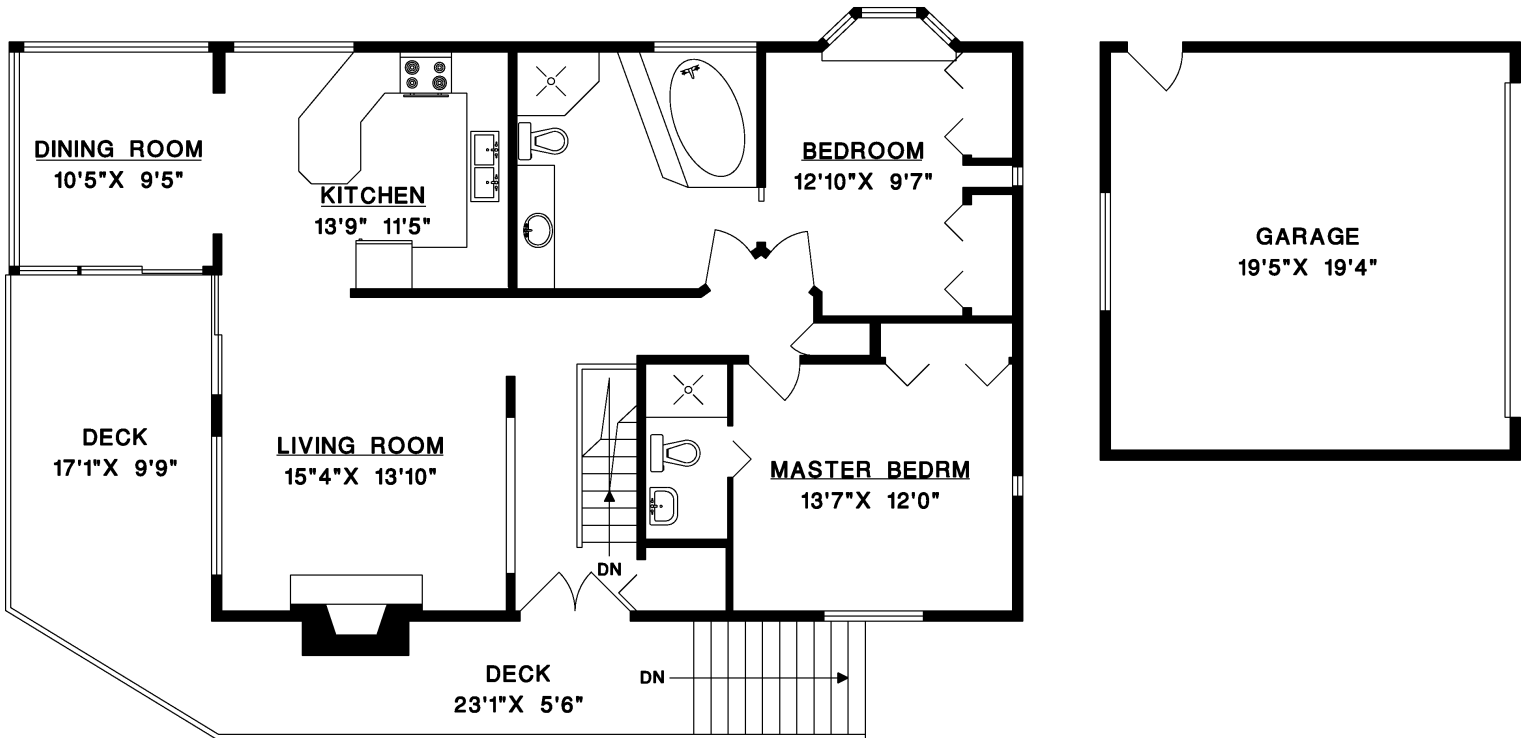 DINING ROOM
10'5"X 9'5"
KITCHEN
13'9" 11'5"
BEDROOM
12'10"X 9'7"
GARAGE
19'5"X 19'4"
DECK
17'1"X 9'9"
LIVING ROOM
15"4"X 13'10"
MASTER BEDRM
13'7"X 12'0"
DN
DECK
23'1"X 5'6"
DN